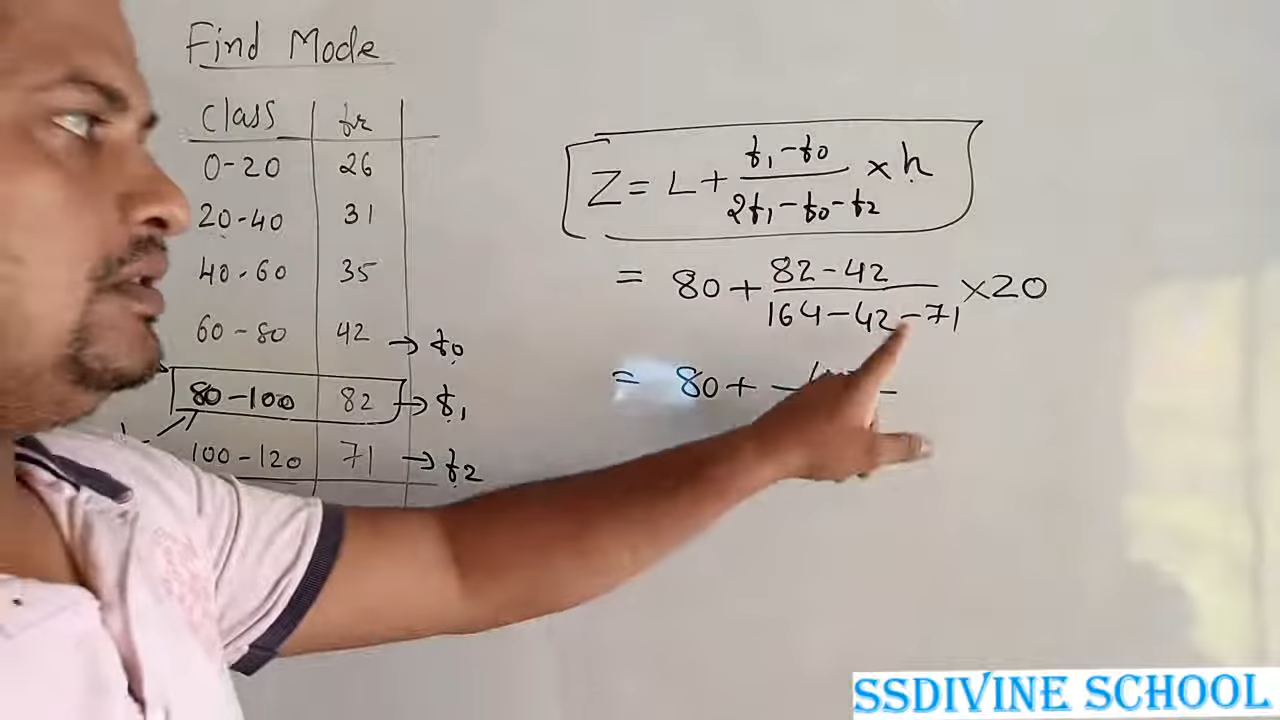 Find Mode
Class fr
0-20 26
20-40 31
40-60 35
60-80 42 → f0
80-100 82 → f1
100-120 71 → f2
Z = L + f1-f0 / 2f1-f0-f2 × h
= 80 + 82-42 / 164-42-71 × 20
= 80 +
SSDIVINE SCHOOL